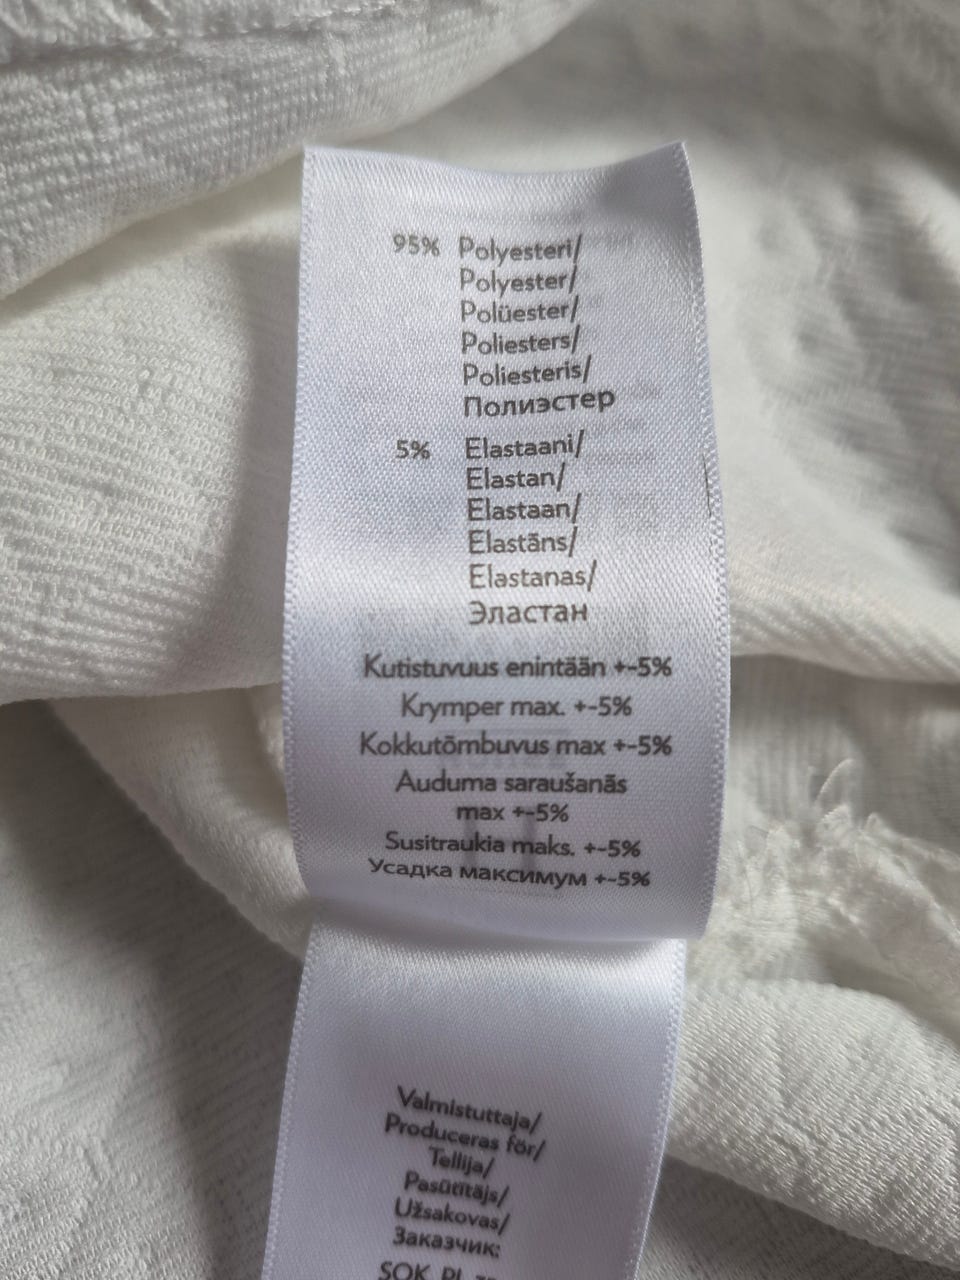 95% Polyesteri/
Polyester/
Polüester/
Poliesters/
Poliesteris/
Полиэстер
5% Elastaani/
Elastan/
Elastaan/
Elastāns/
Elastanas/
Эластан
Kutistuvuus enintään +-5%
Krymper max. +-5%
Kokkutõmbuvus max +-5%
Auduma saraušanās
max +-5%
Susitraukia maks. +-5%
Усадка максимум +-5%
Valmistuttaja/
Produceras för/
Tellija/
Pasūtītājs/
Užsakovas/
Заказчик:
SOK, PL